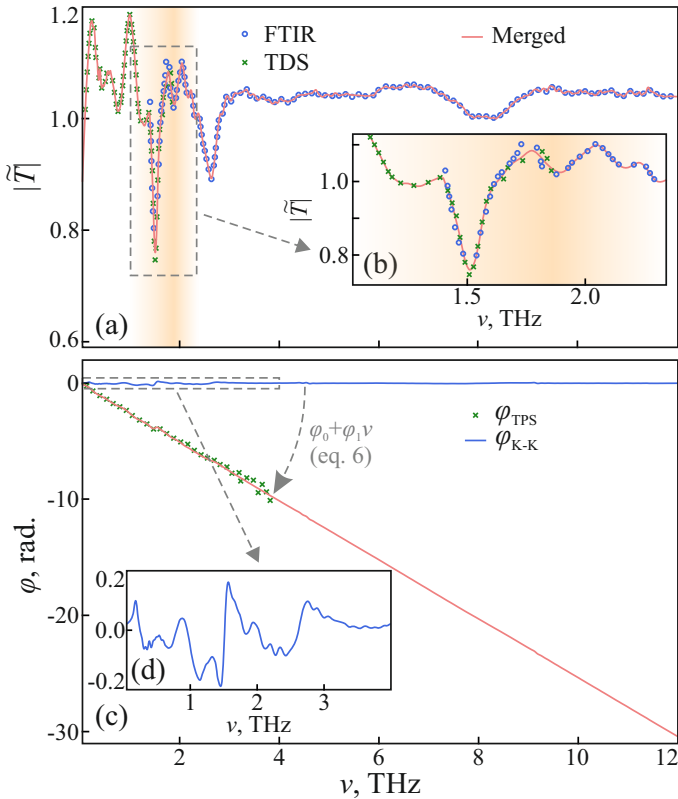 1.2
1.0
0.8
0.6
|T̃|
FTIR
TDS
Merged
(a)
1.0
0.8
|T̃|
(b)
1.5
2.0
ν, THz
2
4
6
8
10
12
0
-10
-20
-30
φ, rad.
φ₀+φ₁ν
(eq. 6)
φTPS
φK-K
0.2
0.0
-0.2
(d)
1
2
3
ν, THz
(c)
2
4
6
8
10
12
ν, THz